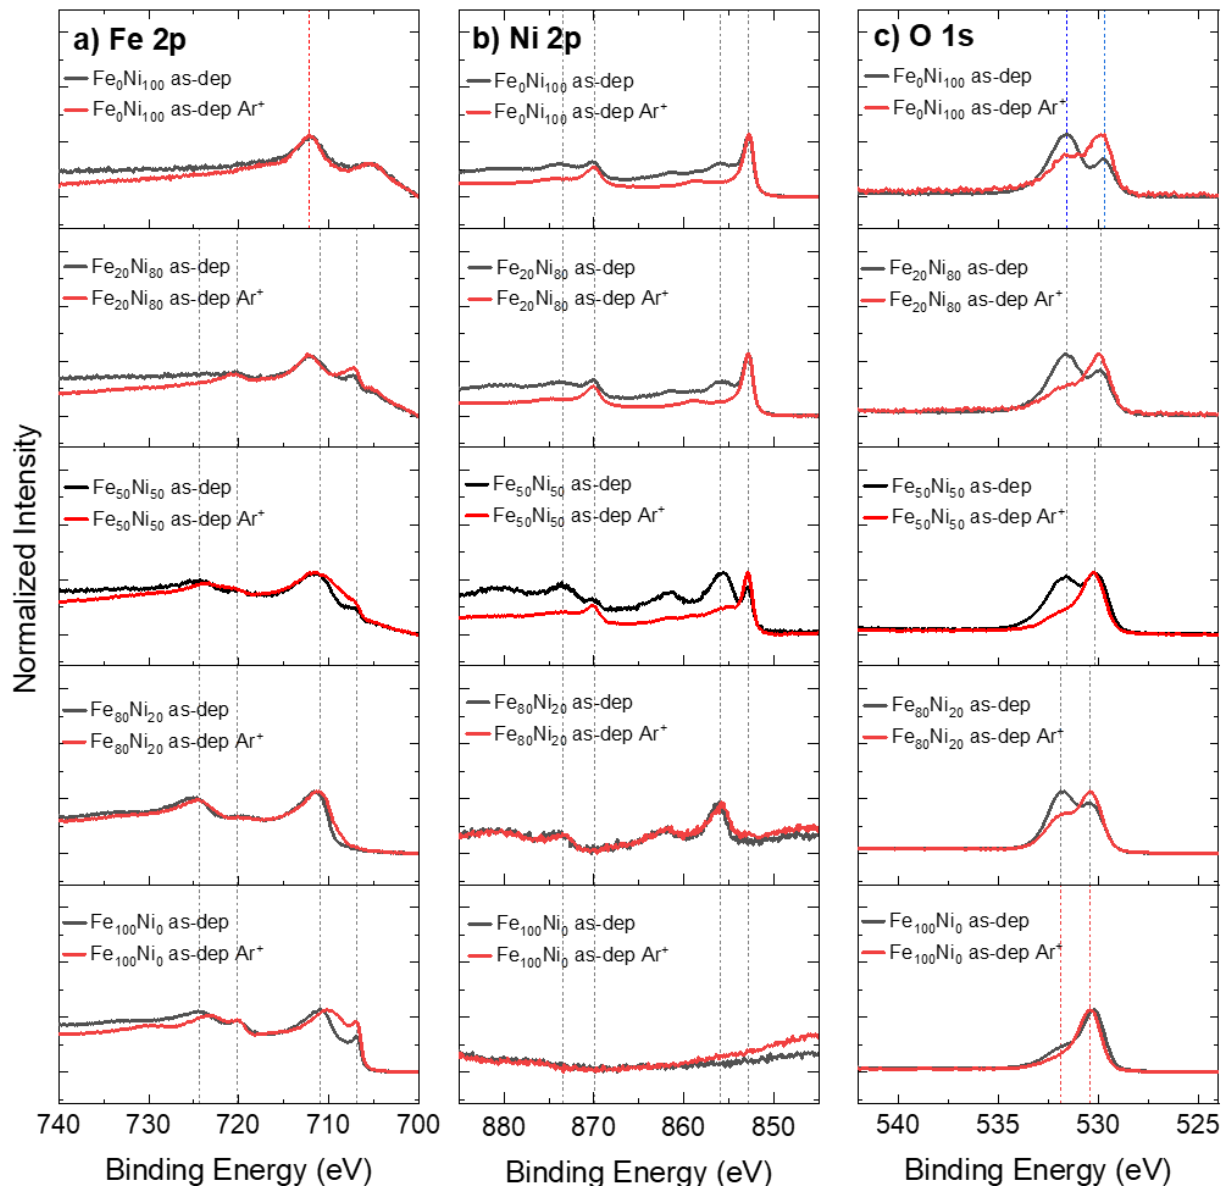 a) Fe 2p
Fe₀Ni₁₀₀ as-dep
Fe₀Ni₁₀₀ as-dep Ar⁺
Fe₂₀Ni₈₀ as-dep
Fe₂₀Ni₈₀ as-dep Ar⁺
Fe₅₀Ni₅₀ as-dep
Fe₅₀Ni₅₀ as-dep Ar⁺
Fe₈₀Ni₂₀ as-dep
Fe₈₀Ni₂₀ as-dep Ar⁺
Fe₁₀₀Ni₀ as-dep
Fe₁₀₀Ni₀ as-dep Ar⁺
740 730 720 710 700
Binding Energy (eV)
b) Ni 2p
Fe₀Ni₁₀₀ as-dep
Fe₀Ni₁₀₀ as-dep Ar⁺
Fe₂₀Ni₈₀ as-dep
Fe₂₀Ni₈₀ as-dep Ar⁺
Fe₅₀Ni₅₀ as-dep
Fe₅₀Ni₅₀ as-dep Ar⁺
Fe₈₀Ni₂₀ as-dep
Fe₈₀Ni₂₀ as-dep Ar⁺
Fe₁₀₀Ni₀ as-dep
Fe₁₀₀Ni₀ as-dep Ar⁺
880 870 860 850
Binding Energy (eV)
c) O 1s
Fe₀Ni₁₀₀ as-dep
Fe₀Ni₁₀₀ as-dep Ar⁺
Fe₂₀Ni₈₀ as-dep
Fe₂₀Ni₈₀ as-dep Ar⁺
Fe₅₀Ni₅₀ as-dep
Fe₅₀Ni₅₀ as-dep Ar⁺
Fe₈₀Ni₂₀ as-dep
Fe₈₀Ni₂₀ as-dep Ar⁺
Fe₁₀₀Ni₀ as-dep
Fe₁₀₀Ni₀ as-dep Ar⁺
540 535 530 525
Binding Energy (eV)
Normalized Intensity